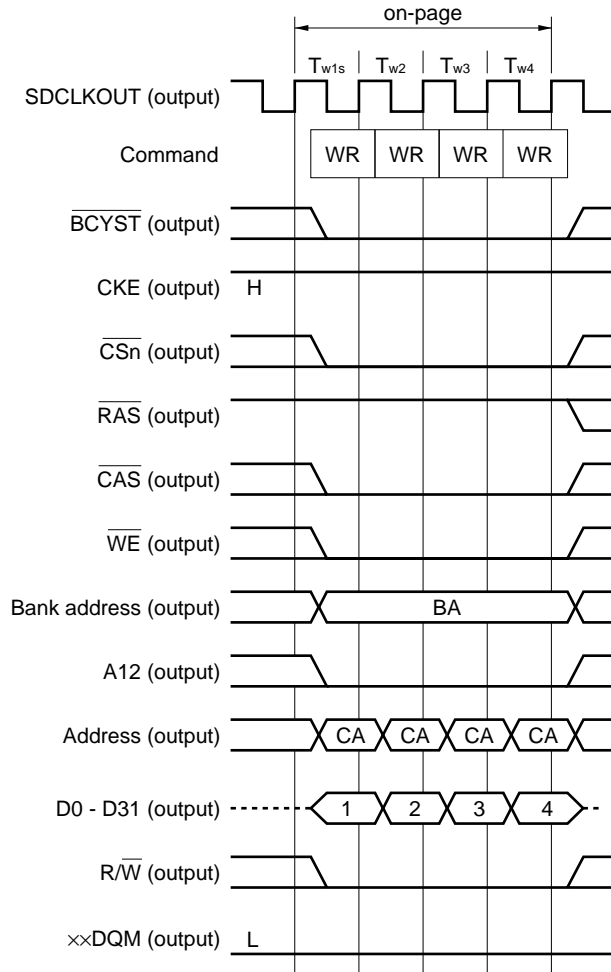 on-page
Tw1s Tw2 Tw3 Tw4
SDCLKOUT (output)
Command WR WR WR WR
BCYST (output)
CKE (output) H
CSn (output)
RAS (output)
CAS (output)
WE (output)
Bank address (output) BA
A12 (output)
Address (output) CA CA CA CA
D0 - D31 (output) 1 2 3 4
R/W (output)
××DQM (output) L